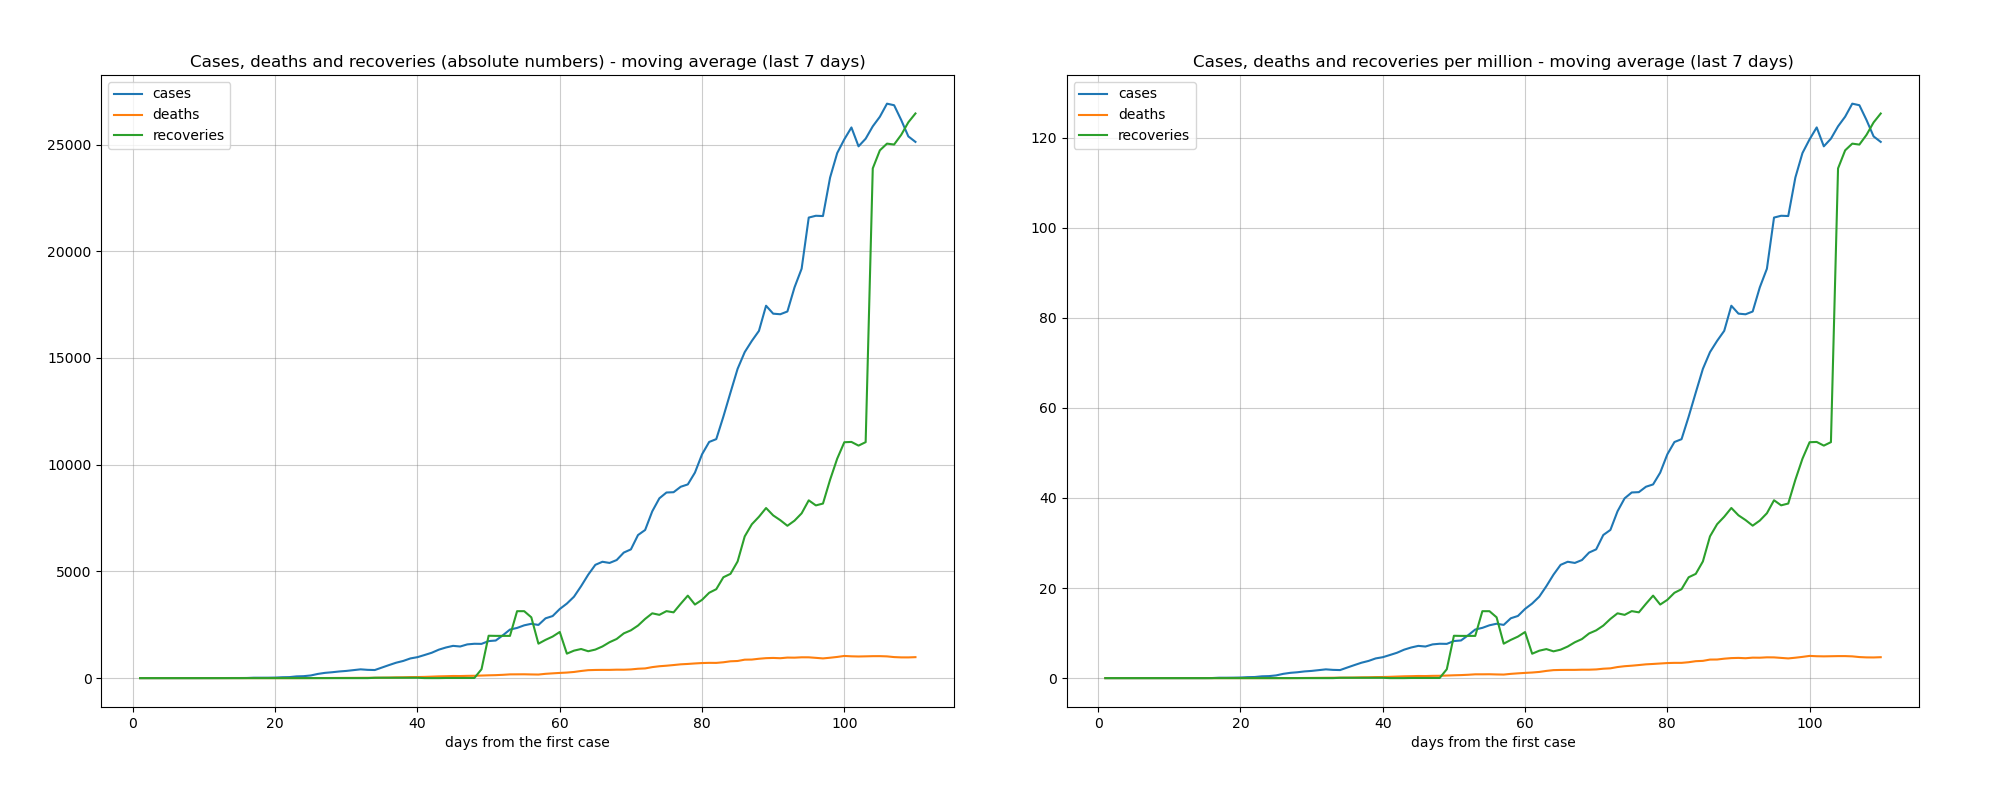 Cases, deaths and recoveries (absolute numbers) - moving average (last 7 days)
cases
deaths
recoveries
25000
20000
15000
10000
5000
0
0 20 40 60 80 100
days from the first case
Cases, deaths and recoveries per million - moving average (last 7 days)
cases
deaths
recoveries
120
100
80
60
40
20
0
0 20 40 60 80 100
days from the first case